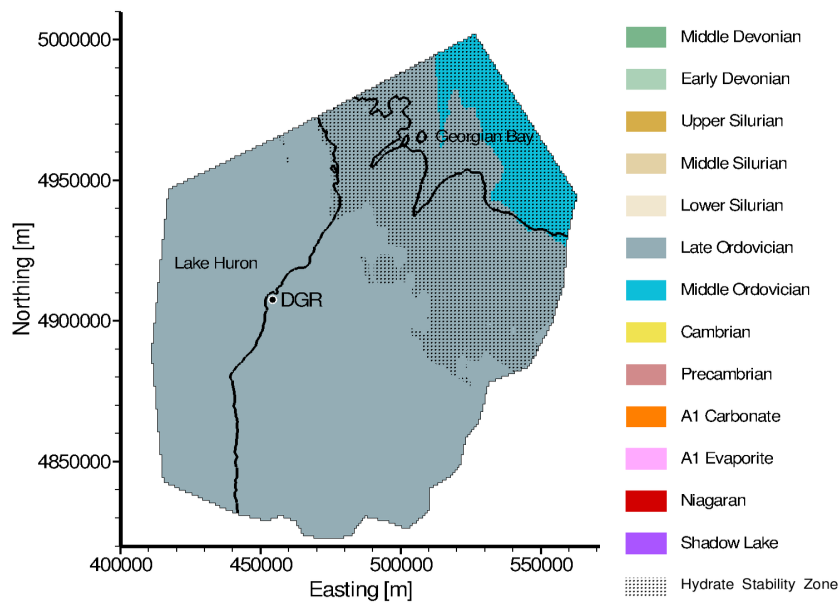 5000000
4950000
4900000
4850000
Northing [m]
400000
450000
500000
550000
Easting [m]
Georgian Bay
Lake Huron
DGR
Middle Devonian
Early Devonian
Upper Silurian
Middle Silurian
Lower Silurian
Late Ordovician
Middle Ordovician
Cambrian
Precambrian
A1 Carbonate
A1 Evaporite
Niagaran
Shadow Lake
Hydrate Stability Zone